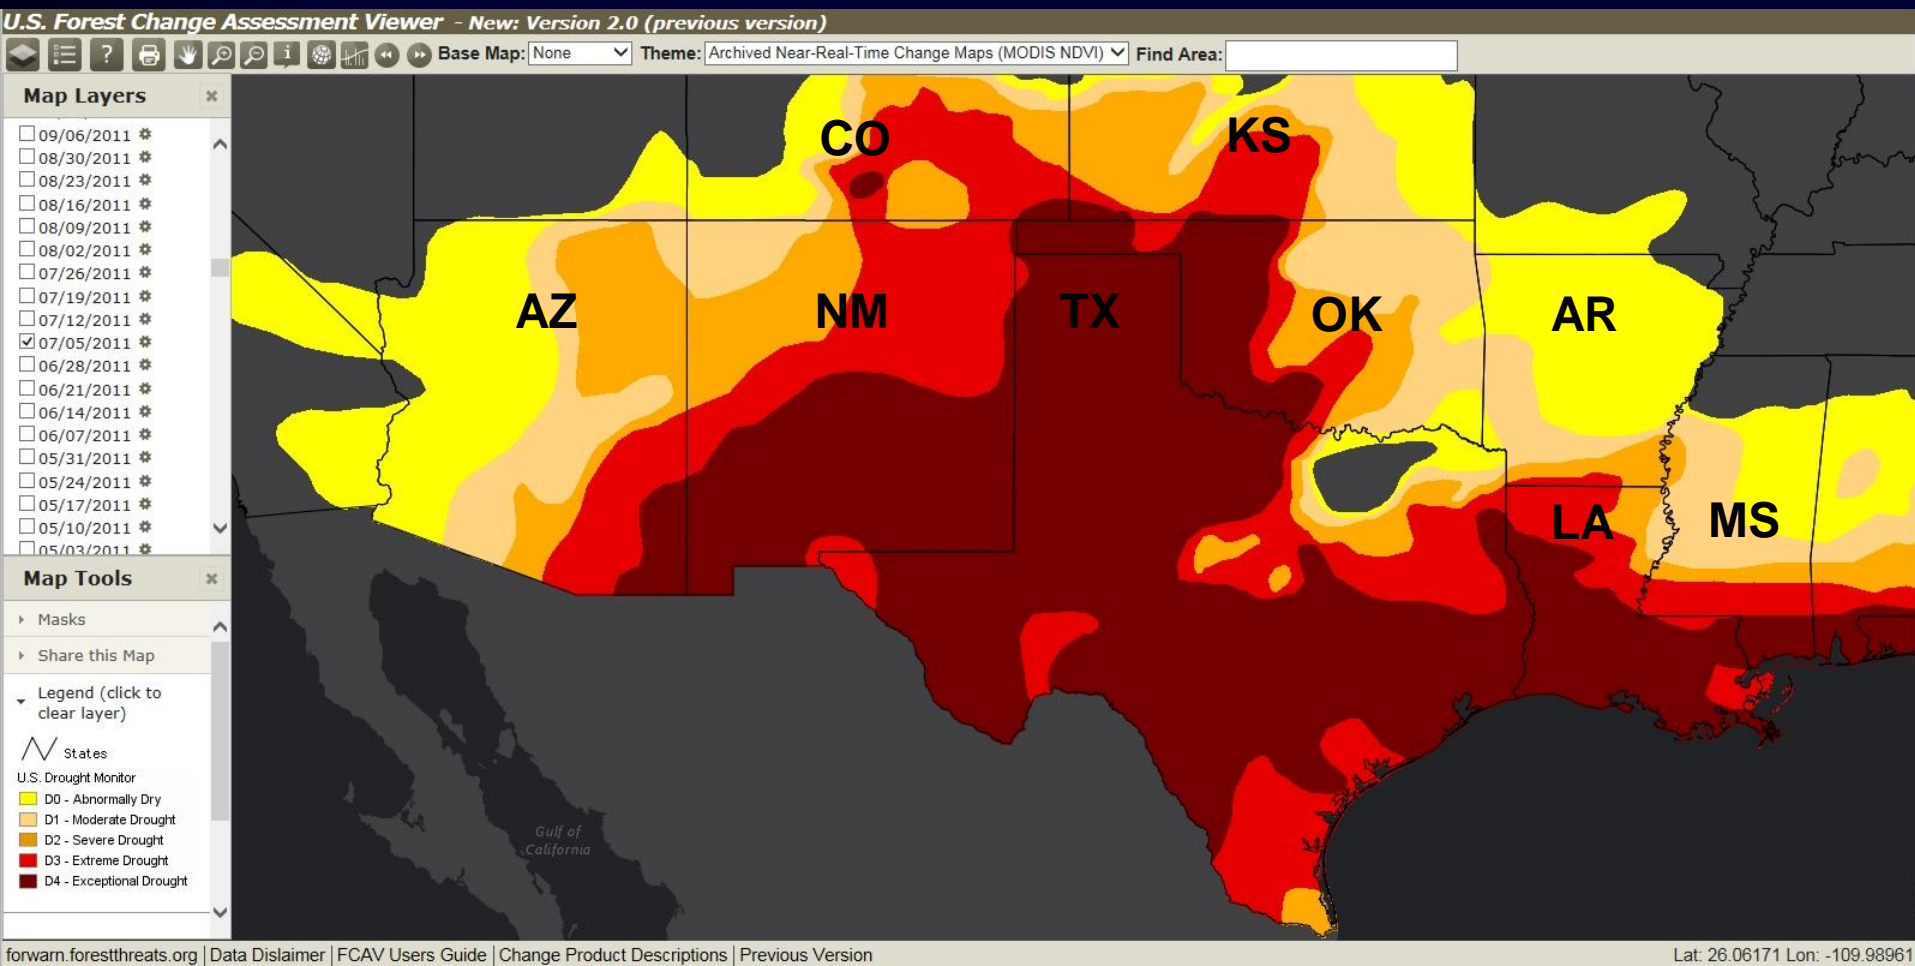 U.S. Forest Change Assessment Viewer - New: Version 2.0 (previous version)
Base Map: None Theme: Archived Near-Real-Time Change Maps (MODIS NDVI) Find Area:
Map Layers
09/06/2011
08/30/2011
08/23/2011
08/16/2011
08/09/2011
08/02/2011
07/26/2011
07/19/2011
07/12/2011
07/05/2011
06/28/2011
06/21/2011
06/14/2011
06/07/2011
05/31/2011
05/24/2011
05/17/2011
05/10/2011
05/03/2011
Map Tools
Masks
Share this Map
Legend (click to
clear layer)
States
U.S. Drought Monitor
D0 - Abnormally Dry
D1 - Moderate Drought
D2 - Severe Drought
D3 - Extreme Drought
D4 - Exceptional Drought
CO KS
AZ NM TX OK AR
LA MS
Gulf of
California
forwarn.forestthreats.org | Data Dislaimer | FCAV Users Guide | Change Product Descriptions | Previous Version Lat: 26.06171 Lon: -109.98961